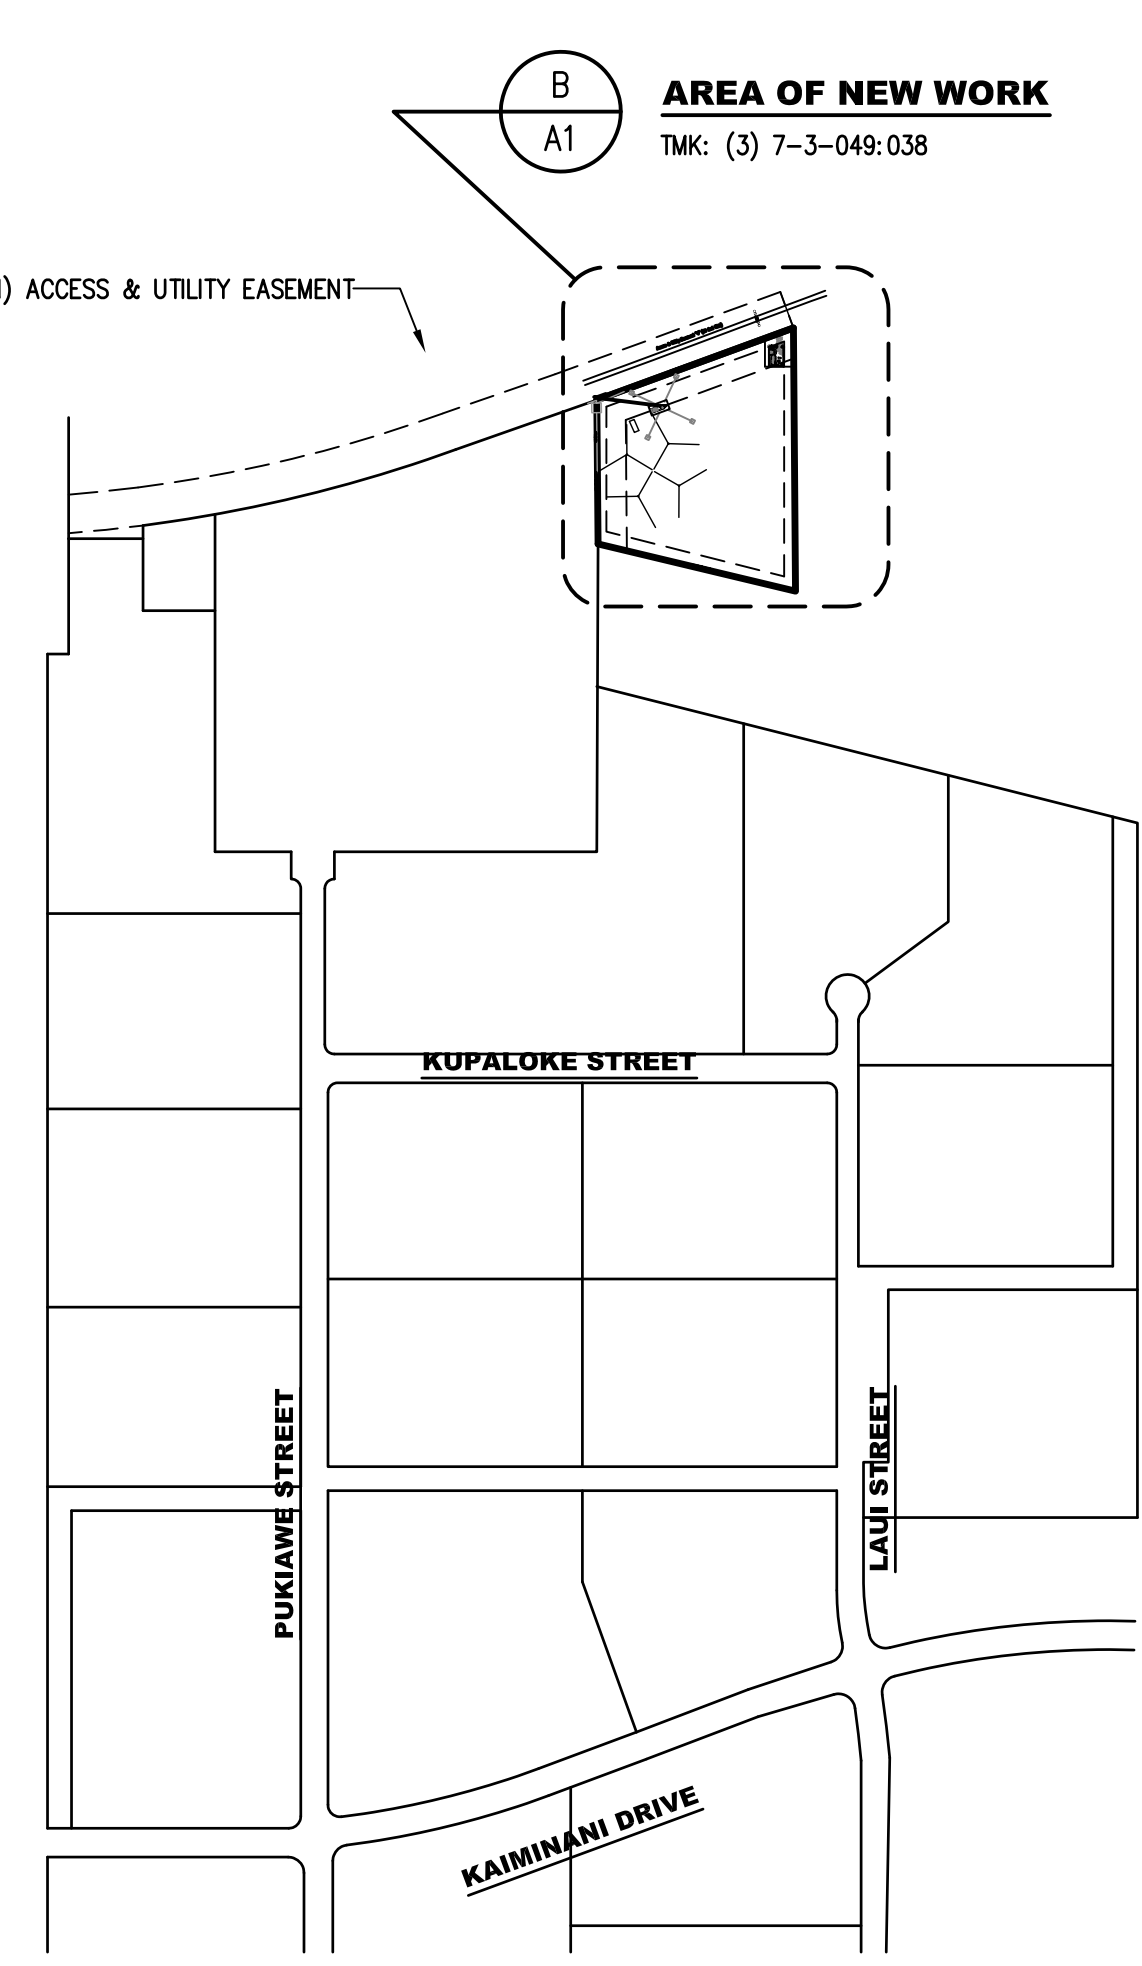 B
A1
AREA OF NEW WORK
TMK: (3) 7-3-049:038
) ACCESS & UTILITY EASEMENT
KUPALOKE STREET
PUKIAWE STREET
LAUI STREET
KAIMINANI DRIVE